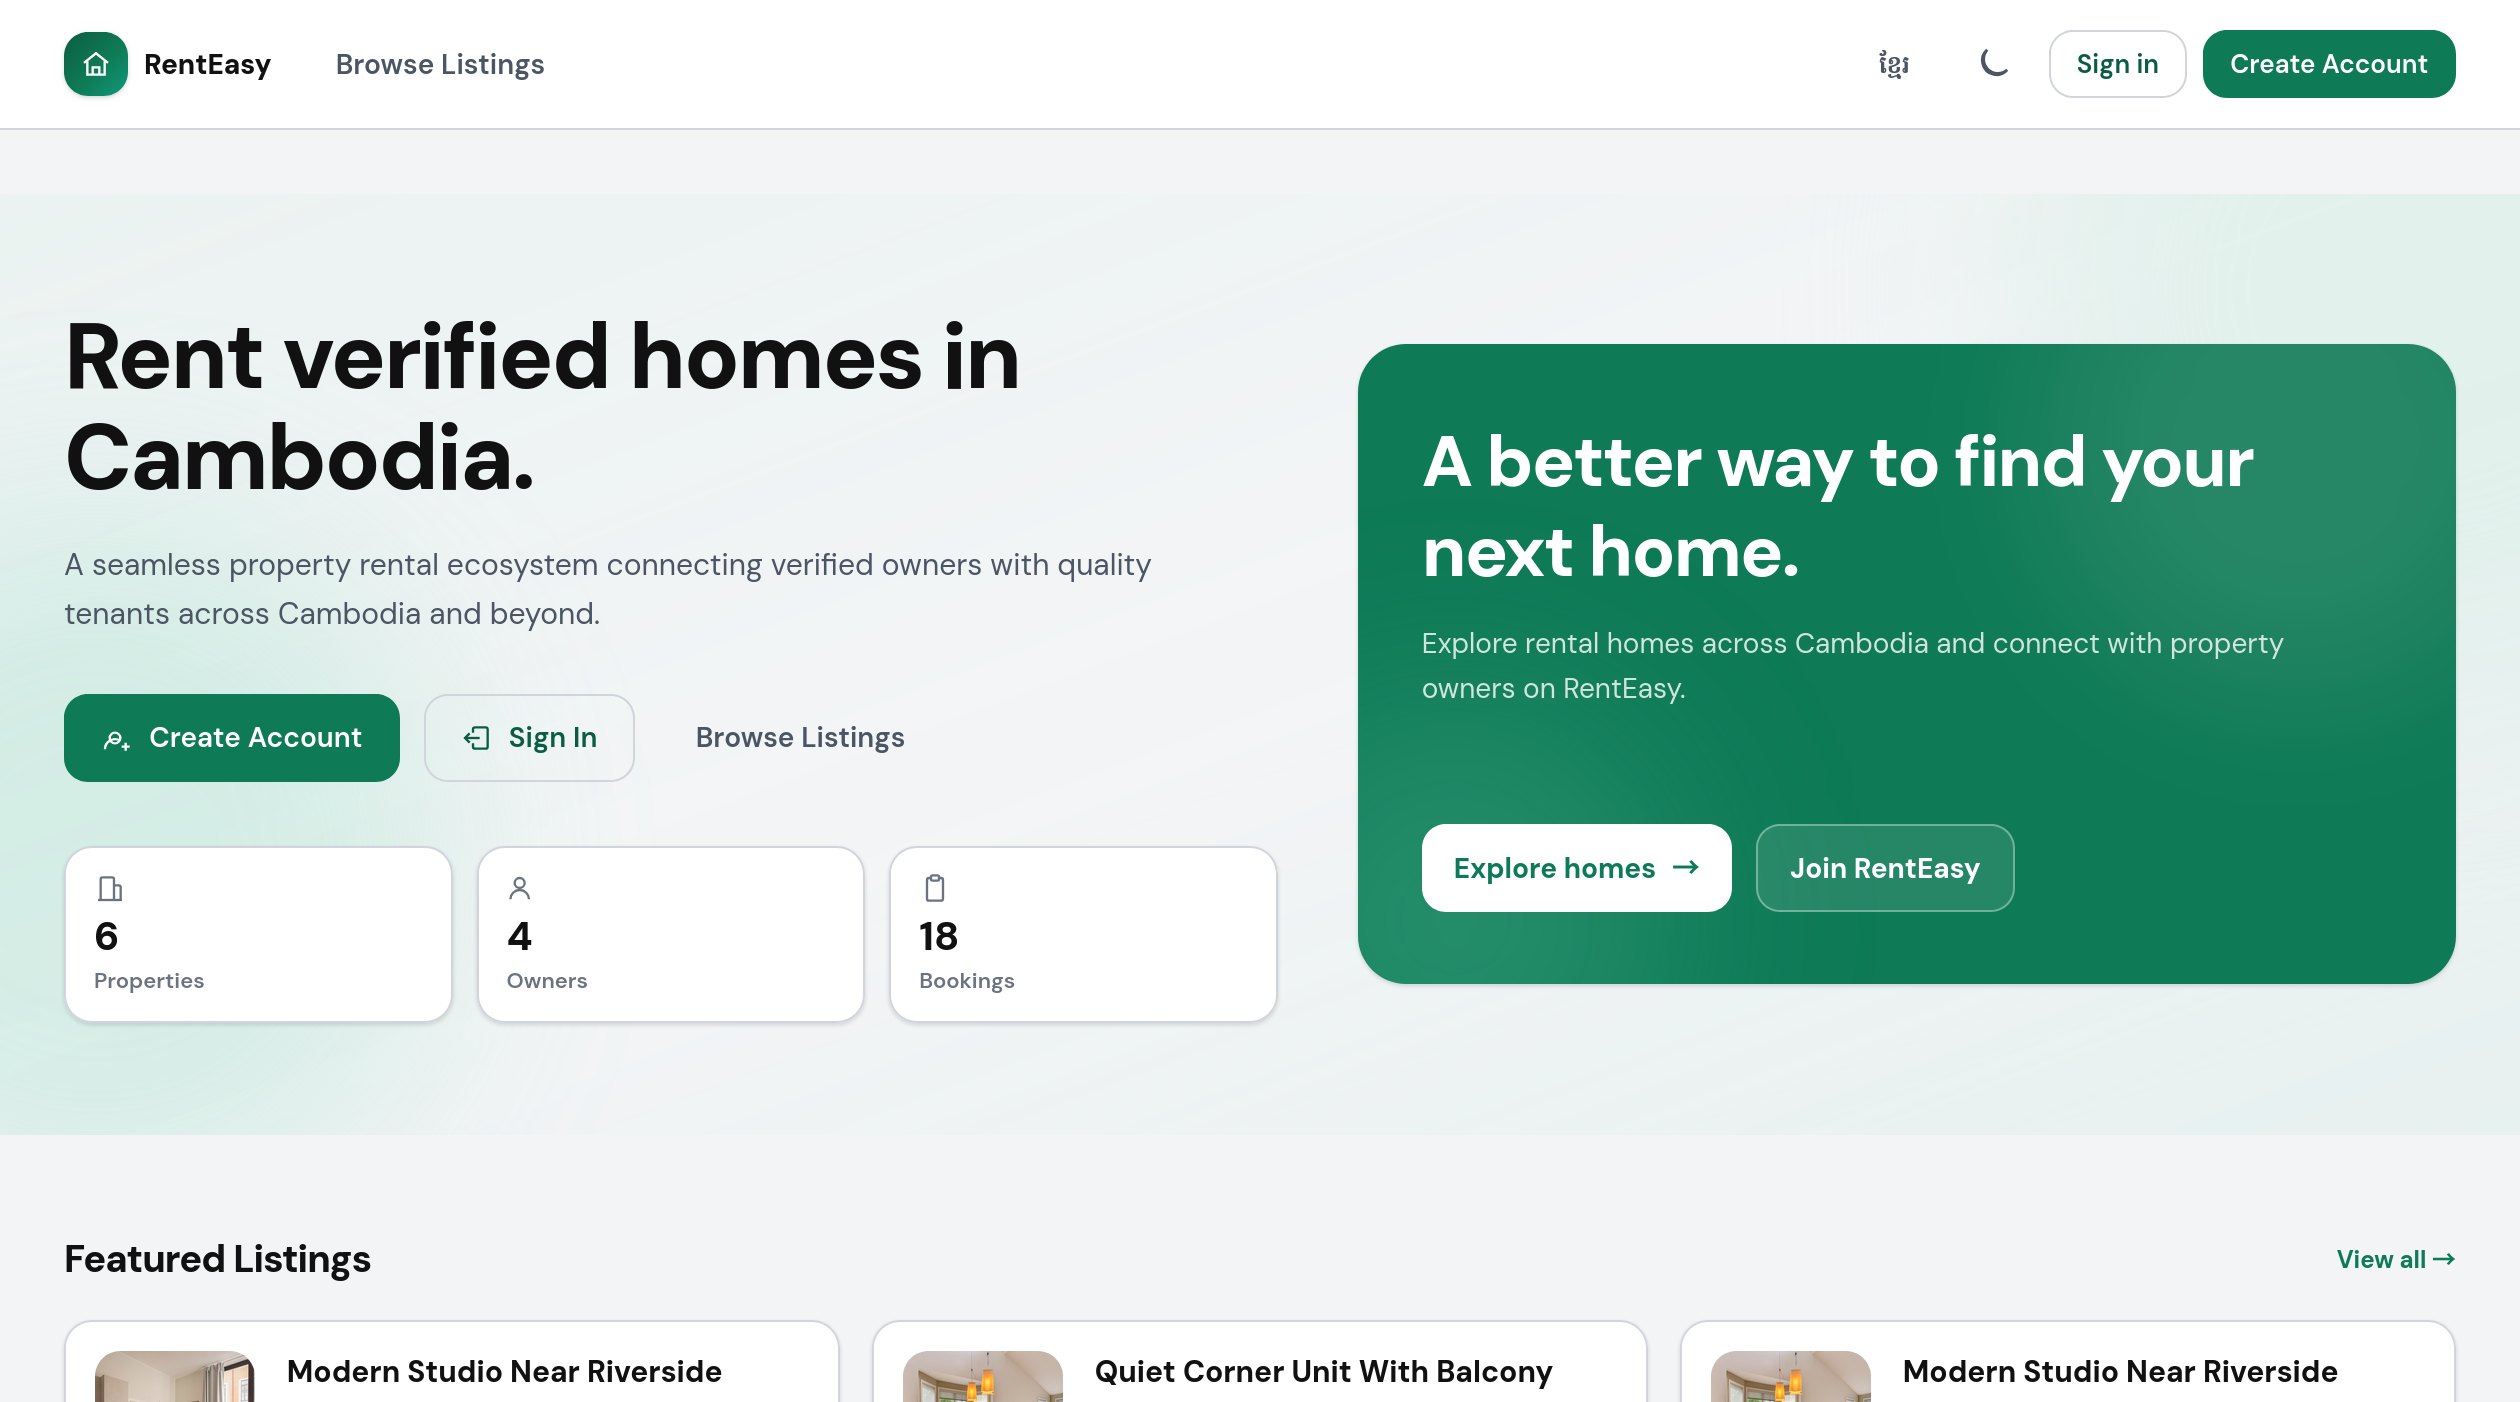 RentEasy
Browse Listings
ខ្មែរ
Sign in
Create Account
Rent verified homes in
Cambodia.
A seamless property rental ecosystem connecting verified owners with quality
tenants across Cambodia and beyond.
Create Account
Sign In
Browse Listings
6
Properties
4
Owners
18
Bookings
A better way to find your
next home.
Explore rental homes across Cambodia and connect with property
owners on RentEasy.
Explore homes →
Join RentEasy
Featured Listings
View all →
Modern Studio Near Riverside
Quiet Corner Unit With Balcony
Modern Studio Near Riverside